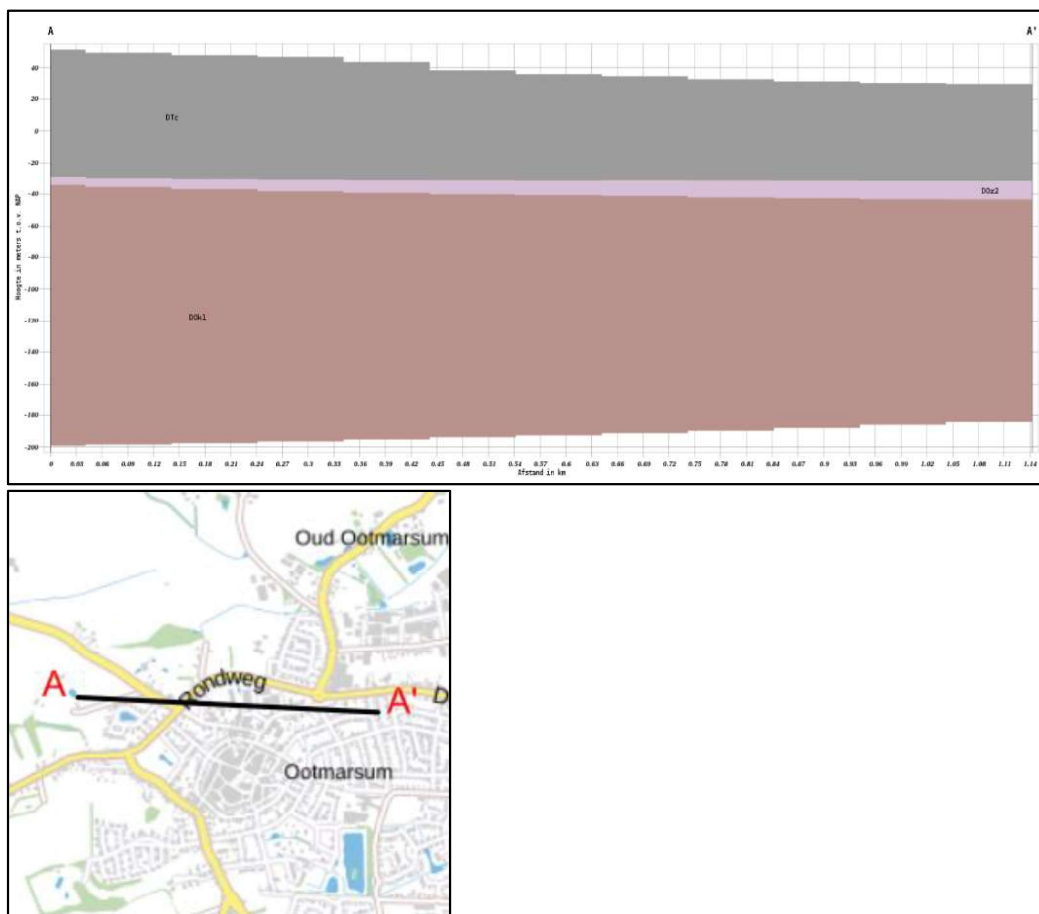 A A'
40
20
0
-20
-40
-60
-80
-100
-120
-140
-160
-180
-200
Hoogte in meters t.o.v. NAP
DTc
DOz2
DOk1
0 0.03 0.06 0.09 0.12 0.15 0.18 0.21 0.24 0.27 0.3 0.33 0.36 0.39 0.42 0.45 0.48 0.51 0.54 0.57 0.6 0.63 0.66 0.69 0.72 0.75 0.78 0.81 0.84 0.87 0.9 0.93 0.96 0.99 1.02 1.05 1.08 1.11 1.14
Afstand in km
Oud Ootmarsum
A
Rondweg
A'
D
Ootmarsum